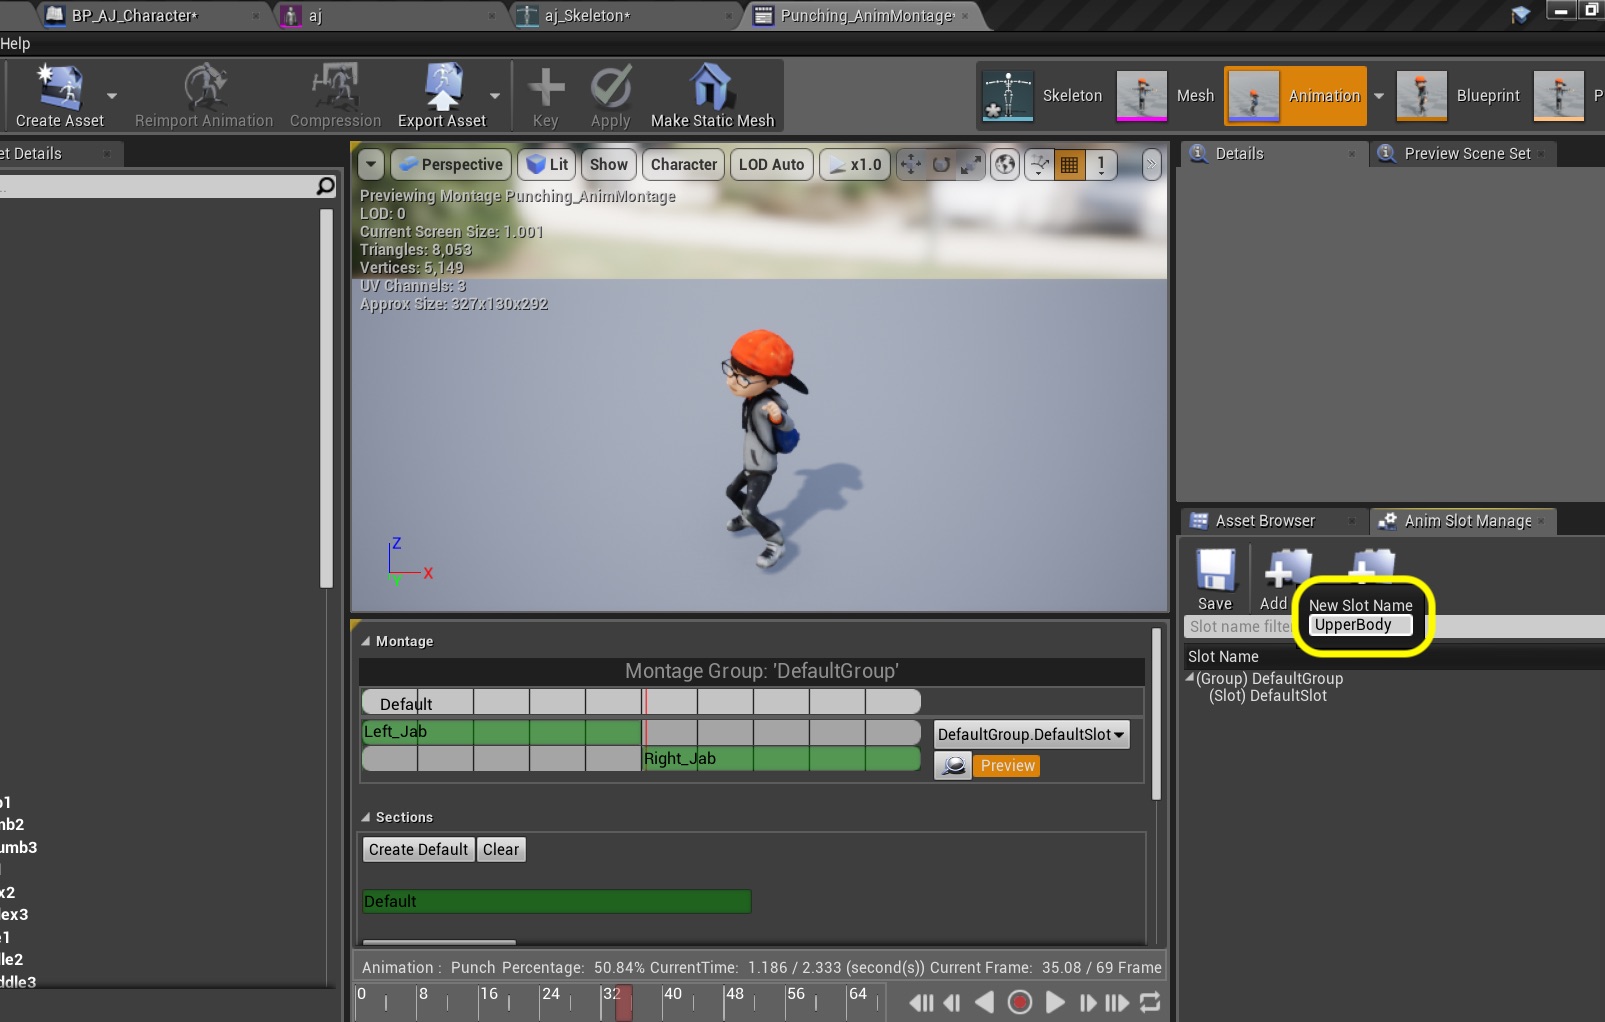 BP_AJ_Character*
aj
aj_Skeleton*
Punching_AnimMontage*
Help
Create Asset
Reimport Animation
Compression
Export Asset
Key
Apply
Make Static Mesh
Skeleton
Mesh
Animation
Blueprint
P
et Details
Perspective
Lit
Show
Character
LOD Auto
x1.0
1
Details
Preview Scene Set
Previewing Montage Punching_AnimMontage
LOD: 0
Current Screen Size: 1.001
Triangles: 8,053
Vertices: 5,149
UV Channels: 3
Approx Size: 327x130x292
Z
X
Y
Asset Browser
Anim Slot Manage
Save
Add
New Slot Name
UpperBody
Slot name filte
Slot Name
(Group) DefaultGroup
(Slot) DefaultSlot
Montage
Montage Group: 'DefaultGroup'
Default
Left_Jab
Right_Jab
DefaultGroup.DefaultSlot
Preview
Sections
Create Default
Clear
Default
mb2
umb3
x2
dex3
e1
lle2
ddle3
Animation : Punch Percentage: 50.84% CurrentTime: 1.186 / 2.333 (second(s)) Current Frame: 35.08 / 69 Frame
0 8 16 24 32 40 48 56 64